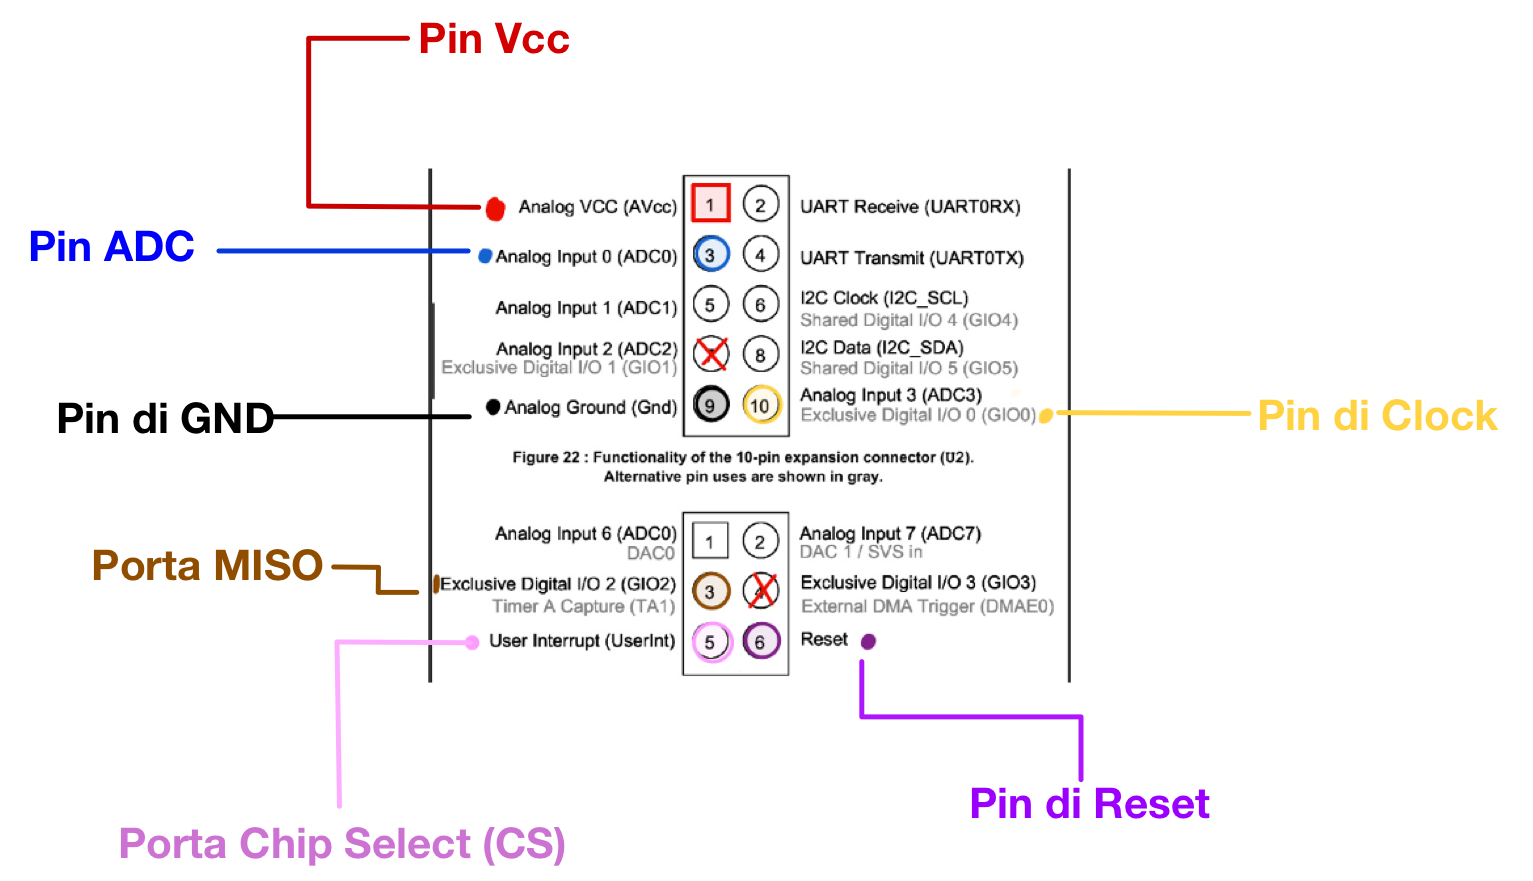 Pin Vcc
Analog VCC (AVcc) 1 2 UART Receive (UART0RX)
Pin ADC
Analog Input 0 (ADC0) 3 4 UART Transmit (UART0TX)
Analog Input 1 (ADC1) 5 6 I2C Clock (I2C_SCL)
Shared Digital I/O 4 (GIO4)
Analog Input 2 (ADC2) 8 I2C Data (I2C_SDA)
Exclusive Digital I/O 1 (GIO1) Shared Digital I/O 5 (GIO5)
Pin di GND
Analog Ground (Gnd) 9 10 Analog Input 3 (ADC3)
Exclusive Digital I/O 0 (GIO0)
Pin di Clock
Figure 22 : Functionality of the 10-pin expansion connector (U2).
Alternative pin uses are shown in gray.
Analog Input 6 (ADC0) 1 2 Analog Input 7 (ADC7)
DAC0 DAC 1 / SVS in
Porta MISO
Exclusive Digital I/O 2 (GIO2) 3 4 Exclusive Digital I/O 3 (GIO3)
Timer A Capture (TA1) External DMA Trigger (DMAE0)
User Interrupt (UserInt) 5 6 Reset
Pin di Reset
Porta Chip Select (CS)